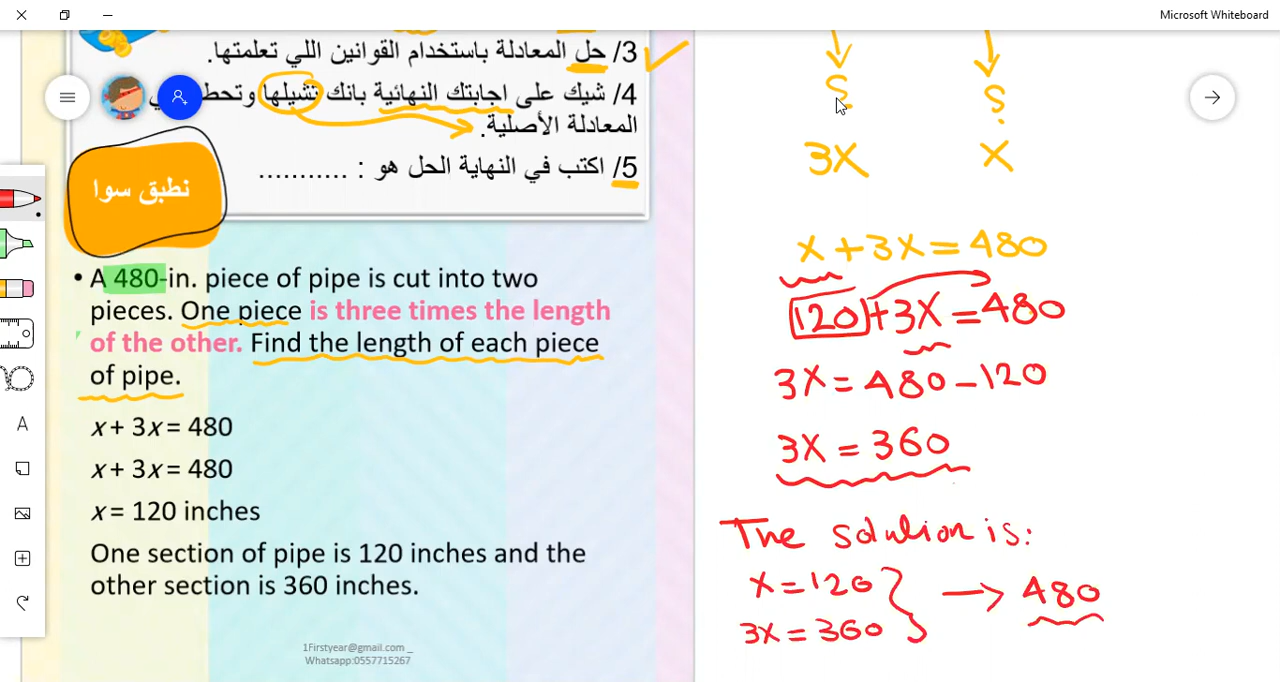 Microsoft Whiteboard
3/ حل المعادلة باستخدام القوانين اللي تعلمتها.
4/ شيك على اجابتك النهائية بانك تشيلها وتحط
المعادلة الأصلية.
5/ اكتب في النهاية الحل هو : ...........
نطبق سوا
• A 480-in. piece of pipe is cut into two
pieces. One piece is three times the length
of the other. Find the length of each piece
of pipe.
x + 3x = 480
x + 3x = 480
x = 120 inches
One section of pipe is 120 inches and the
other section is 360 inches.
1Firstyear@gmail.com _
Whatsapp:0557715267
? ?
3X X
x + 3x = 480
120 + 3X = 480
3X = 480 - 120
3X = 360
The solution is:
X = 120
3X = 360 → 480
A